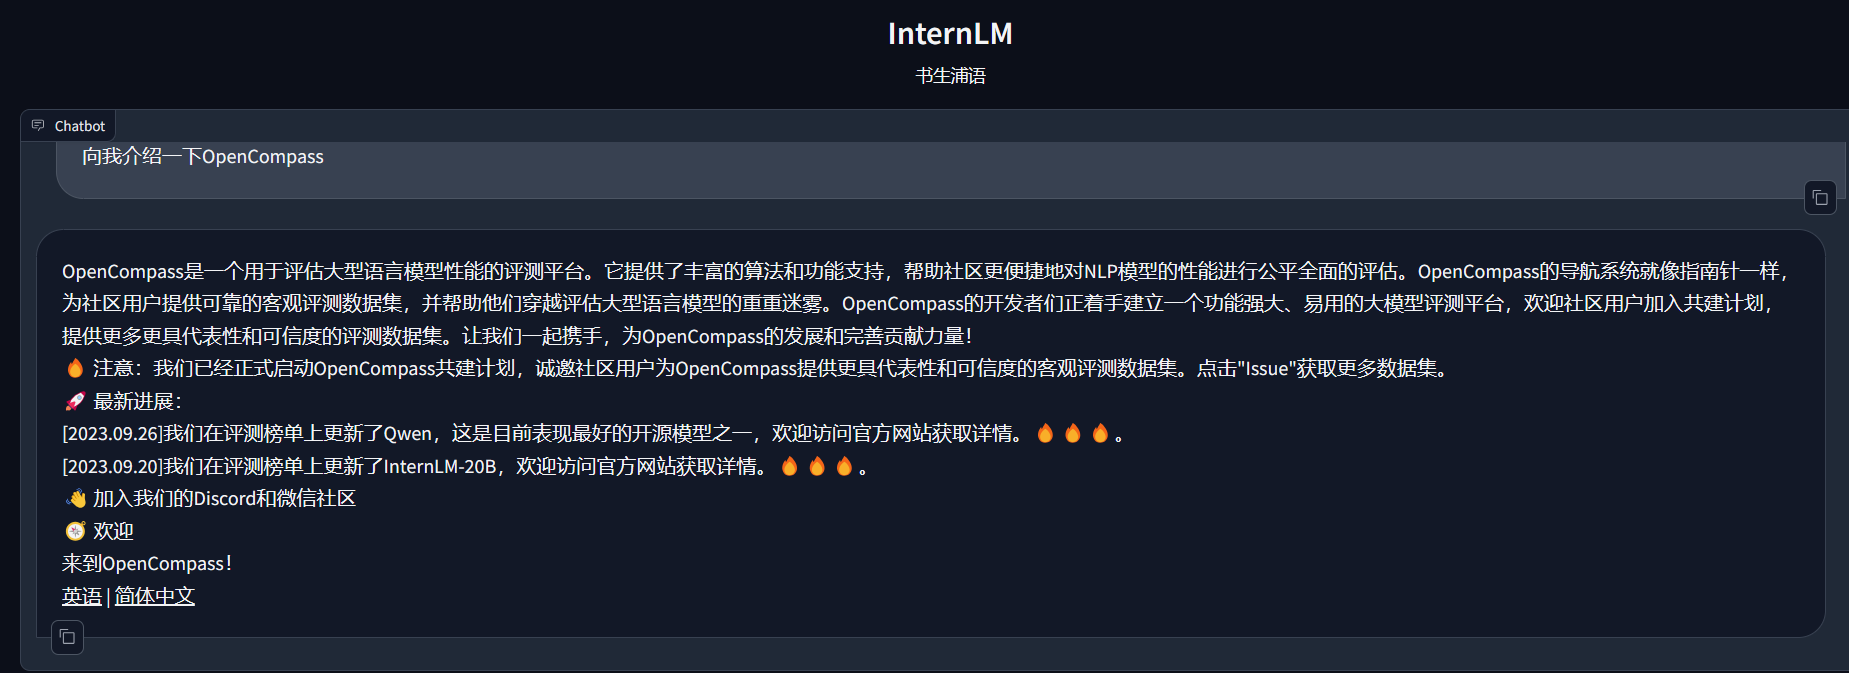 InternLM
书生浦语
Chatbot
向我介绍一下OpenCompass
OpenCompass是一个用于评估大型语言模型性能的评测平台。它提供了丰富的算法和功能支持，帮助社区更便捷地对NLP模型的性能进行公平全面的评估。OpenCompass的导航系统就像指南针一样，
为社区用户提供可靠的客观评测数据集，并帮助他们穿越评估大型语言模型的重重迷雾。OpenCompass的开发者们正着手建立一个功能强大、易用的大模型评测平台，欢迎社区用户加入共建计划，
提供更多更具代表性和可信度的评测数据集。让我们一起携手，为OpenCompass的发展和完善贡献力量！
🔥 注意：我们已经正式启动OpenCompass共建计划，诚邀社区用户为OpenCompass提供更具代表性和可信度的客观评测数据集。点击"Issue"获取更多数据集。
🚀 最新进展：
[2023.09.26]我们在评测榜单上更新了Qwen，这是目前表现最好的开源模型之一，欢迎访问官方网站获取详情。🔥🔥🔥。
[2023.09.20]我们在评测榜单上更新了InternLM-20B，欢迎访问官方网站获取详情。🔥🔥🔥。
👋 加入我们的Discord和微信社区
🧭 欢迎
来到OpenCompass！
英语 | 简体中文